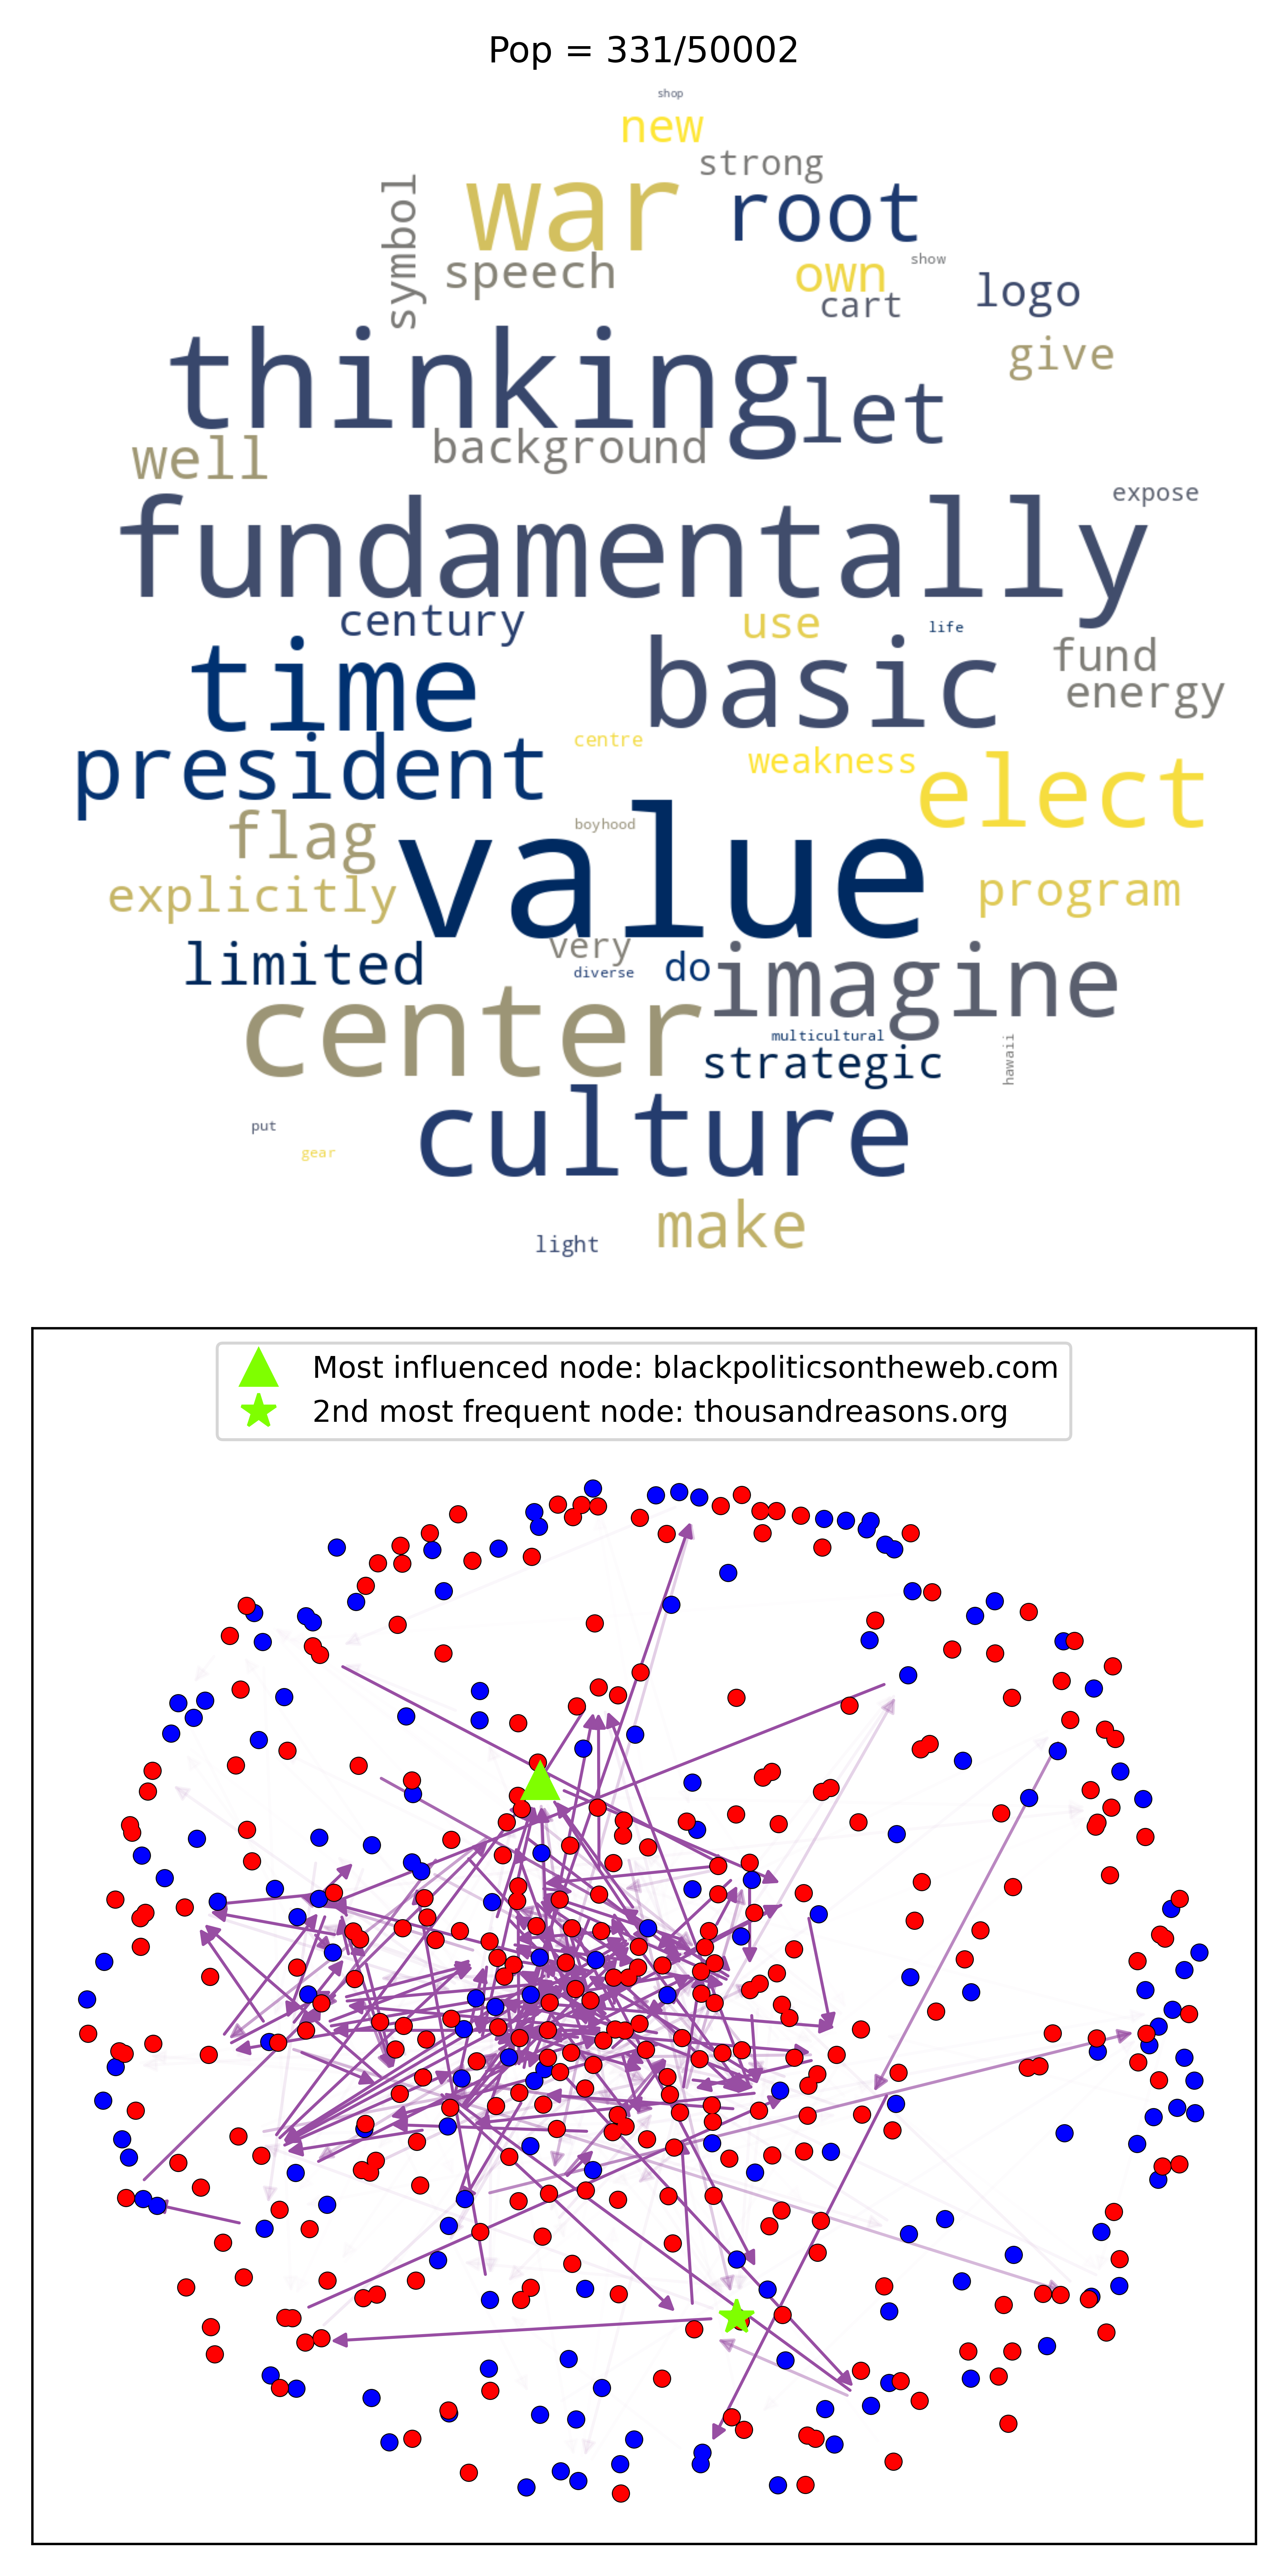 Pop = 331/50002
shop
new
strong
symbol
war
root
speech
own
show
cart
logo
give
thinking
let
well
background
expose
fundamentally
century
use
life
time
basic
fund
energy
president
centre
weakness
elect
flag
boyhood
value
explicitly
program
limited
very
do
imagine
diverse
center
multicultural
strategic
hawaii
culture
put
gear
make
light
Most influenced node: blackpoliticsontheweb.com
2nd most frequent node: thousandreasons.org